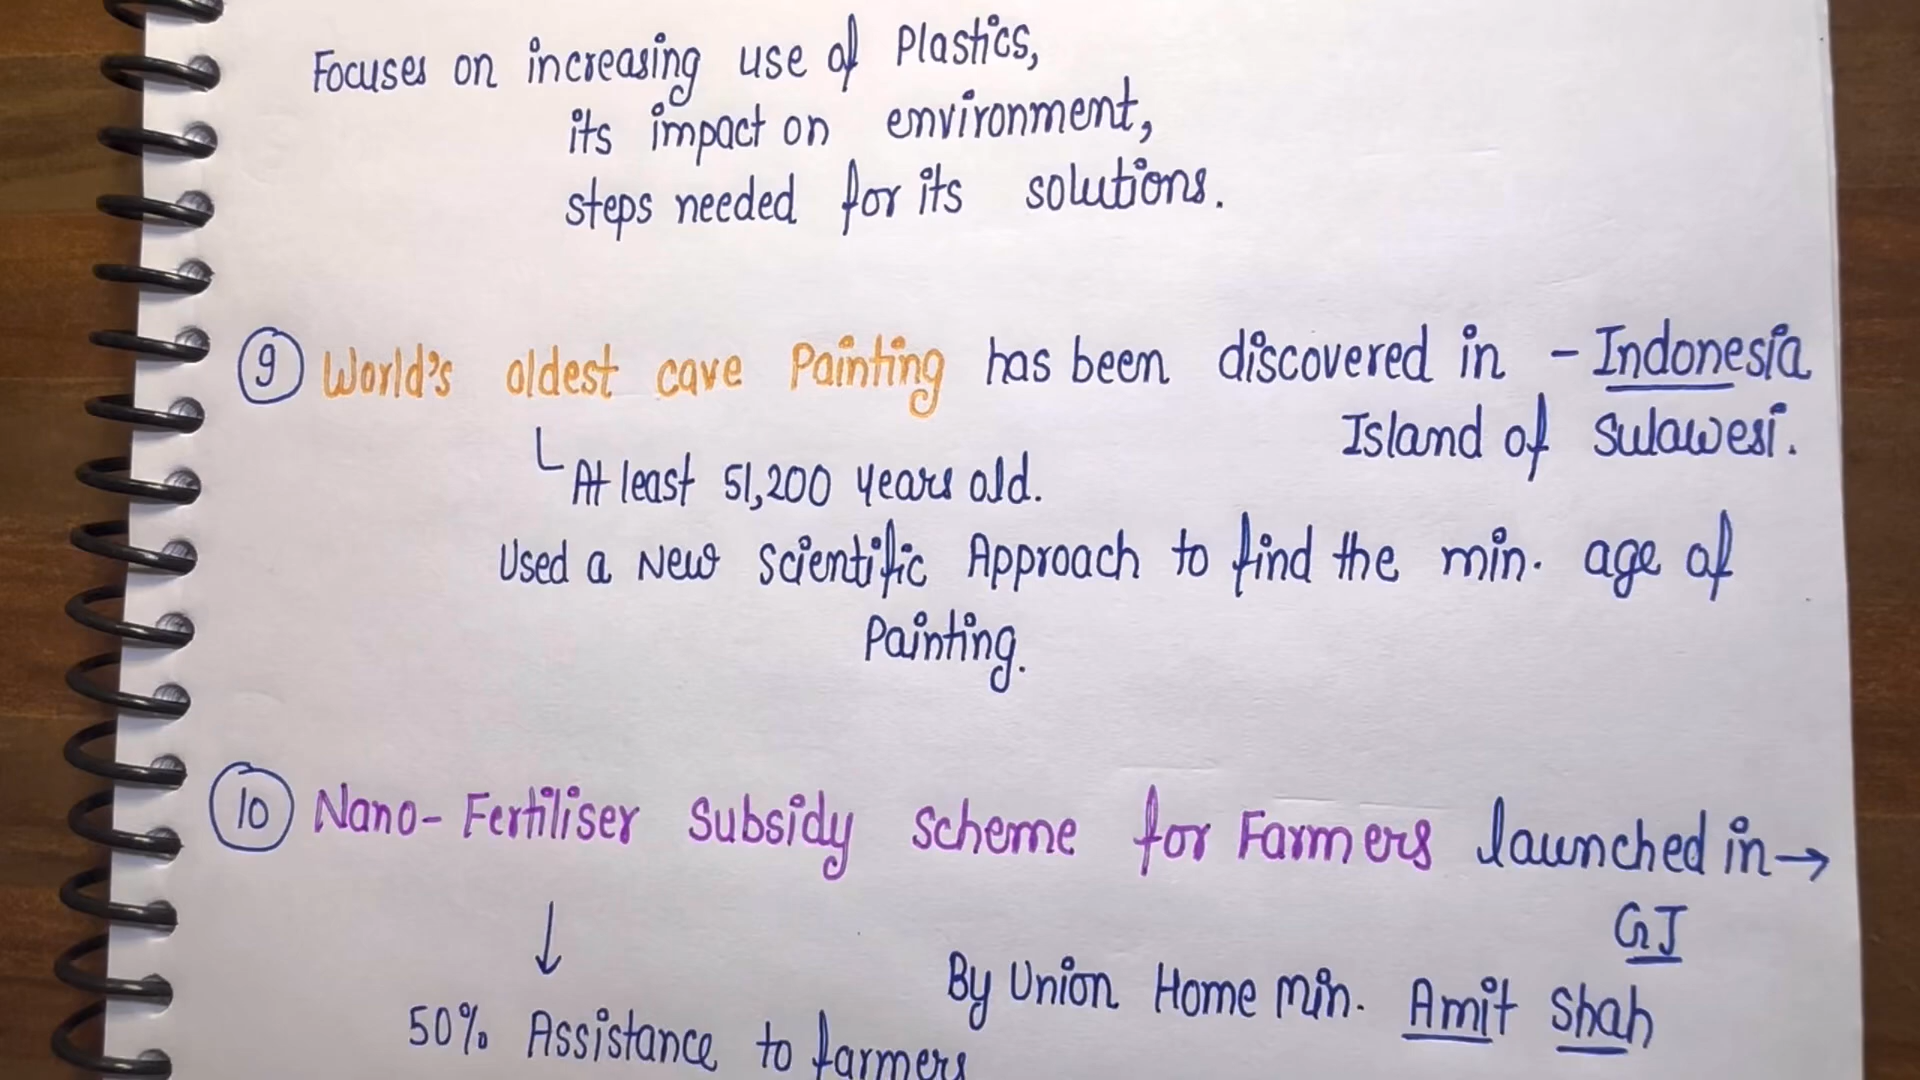 Focuses on increasing use of Plastics,
its impact on environment,
steps needed for its solutions.
9 World's oldest cave Painting has been discovered in - Indonesia
Island of Sulawesi.
At least 51,200 years old.
Used a New Scientific Approach to find the min. age of
Painting.
10 Nano-Fertiliser Subsidy Scheme for Farmers launched in →
GJ
By Union Home Min. Amit Shah
50% Assistance to farmers